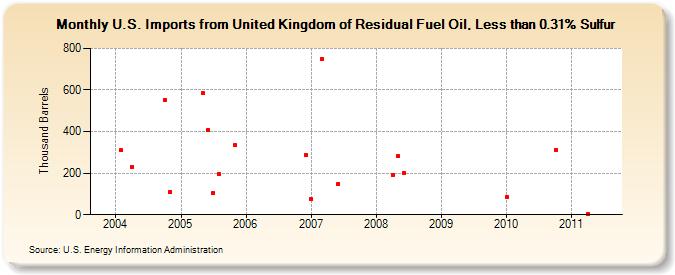 Monthly U.S. Imports from United Kingdom of Residual Fuel Oil, Less than 0.31% Sulfur
Thousand Barrels
800
600
400
200
0
2004 2005 2006 2007 2008 2009 2010 2011
Source: U.S. Energy Information Administration